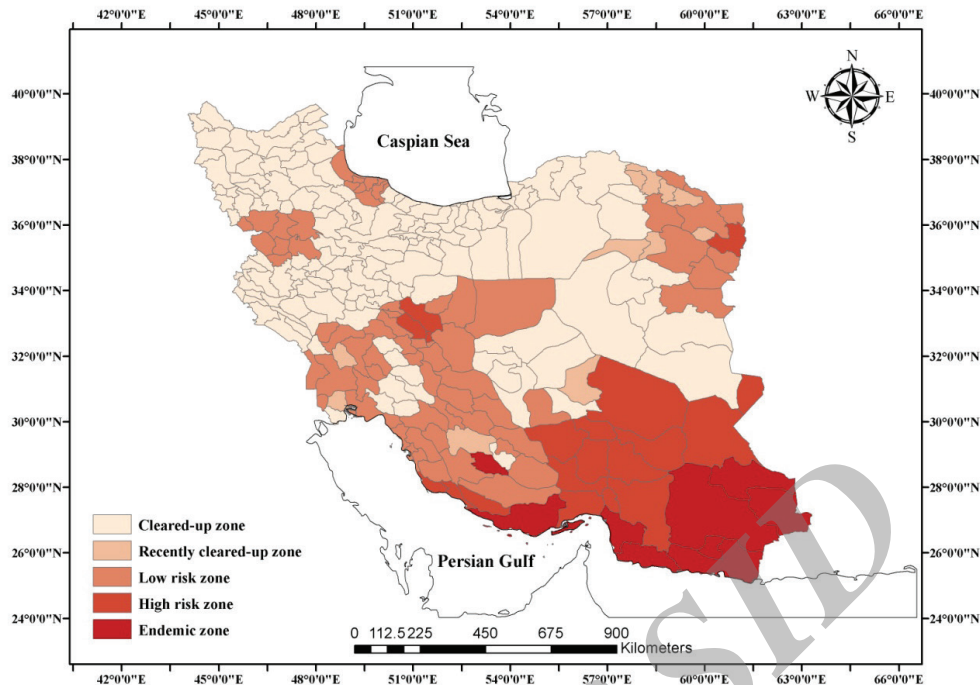 42°0'0"E 45°0'0"E 48°0'0"E 51°0'0"E 54°0'0"E 57°0'0"E 60°0'0"E 63°0'0"E 66°0'0"E
N
W E
S
40°0'0"N 40°0'0"N
Caspian Sea
38°0'0"N 38°0'0"N
36°0'0"N 36°0'0"N
34°0'0"N 34°0'0"N
32°0'0"N 32°0'0"N
30°0'0"N 30°0'0"N
28°0'0"N 28°0'0"N
26°0'0"N 26°0'0"N
24°0'0"N 24°0'0"N
Cleared-up zone
Recently cleared-up zone
Low risk zone
High risk zone
Endemic zone
Persian Gulf
0 112.5 225 450 675 900
Kilometers
SID
42°0'0"E 45°0'0"E 48°0'0"E 51°0'0"E 54°0'0"E 57°0'0"E 60°0'0"E 63°0'0"E 66°0'0"E